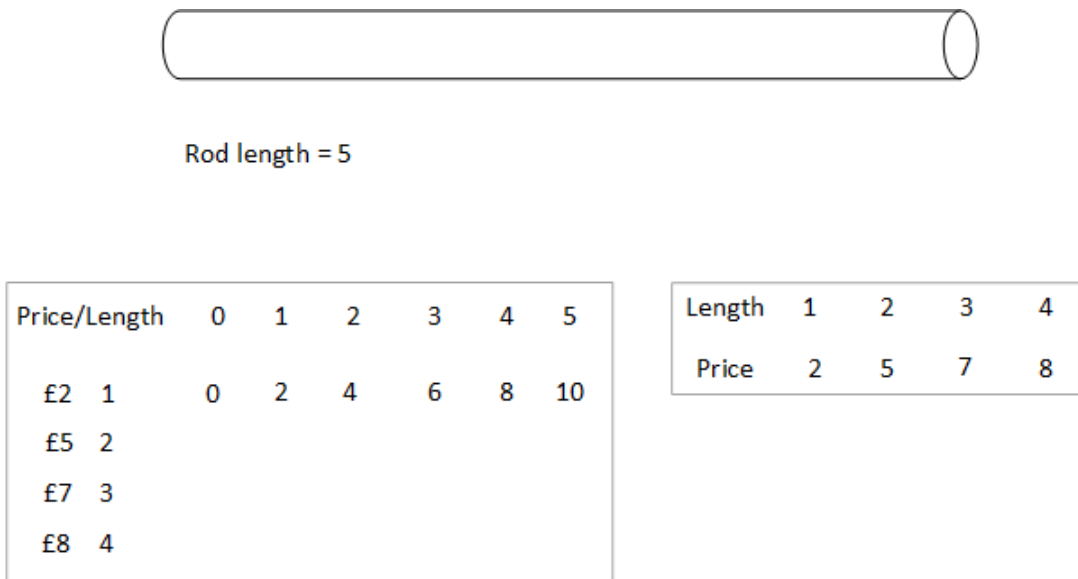 Rod length = 5
Price/Length 0 1 2 3 4 5
£2 1 0 2 4 6 8 10
£5 2
£7 3
£8 4
Length 1 2 3 4
Price 2 5 7 8